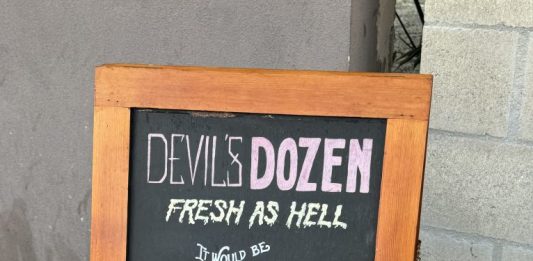 DEVIL'S DOZEN
FRESH AS HELL
IT WOULD BE